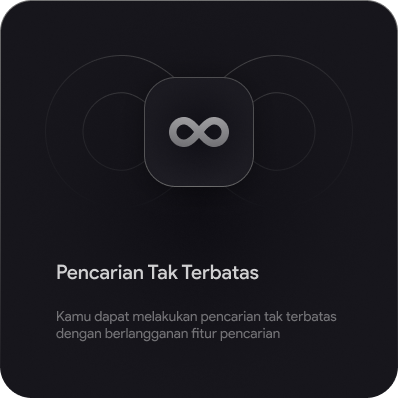 Pencarian Tak Terbatas
Kamu dapat melakukan pencarian tak terbatas
dengan berlangganan fitur pencarian